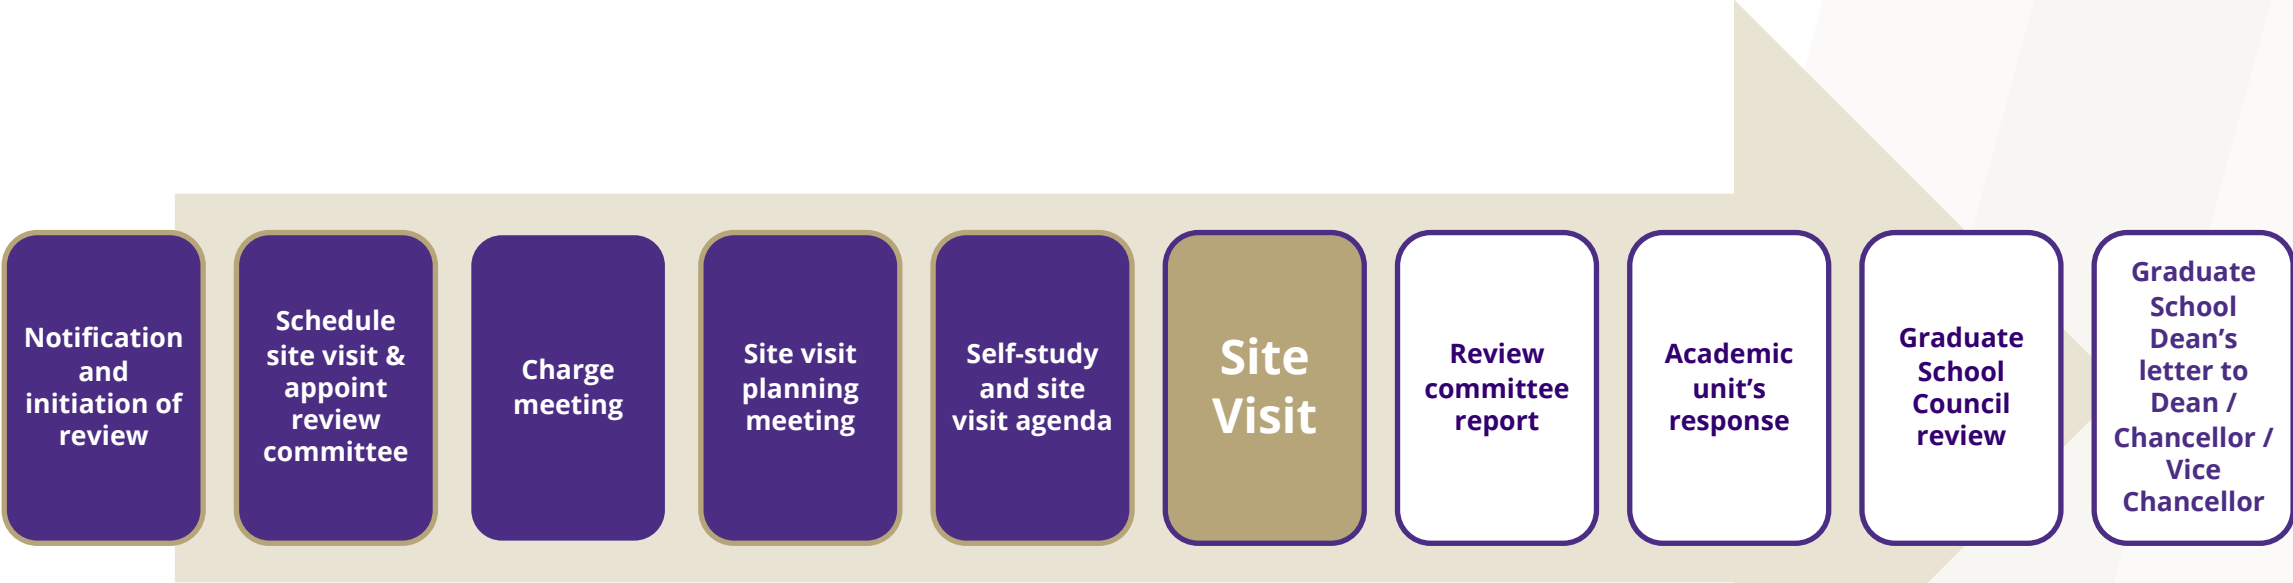 Notification
and
initiation of
review
Schedule
site visit &
appoint
review
committee
Charge
meeting
Site visit
planning
meeting
Self-study
and site
visit agenda
Site
Visit
Review
committee
report
Academic
unit’s
response
Graduate
School
Council
review
Graduate
School
Dean’s
letter to
Dean /
Chancellor /
Vice
Chancellor